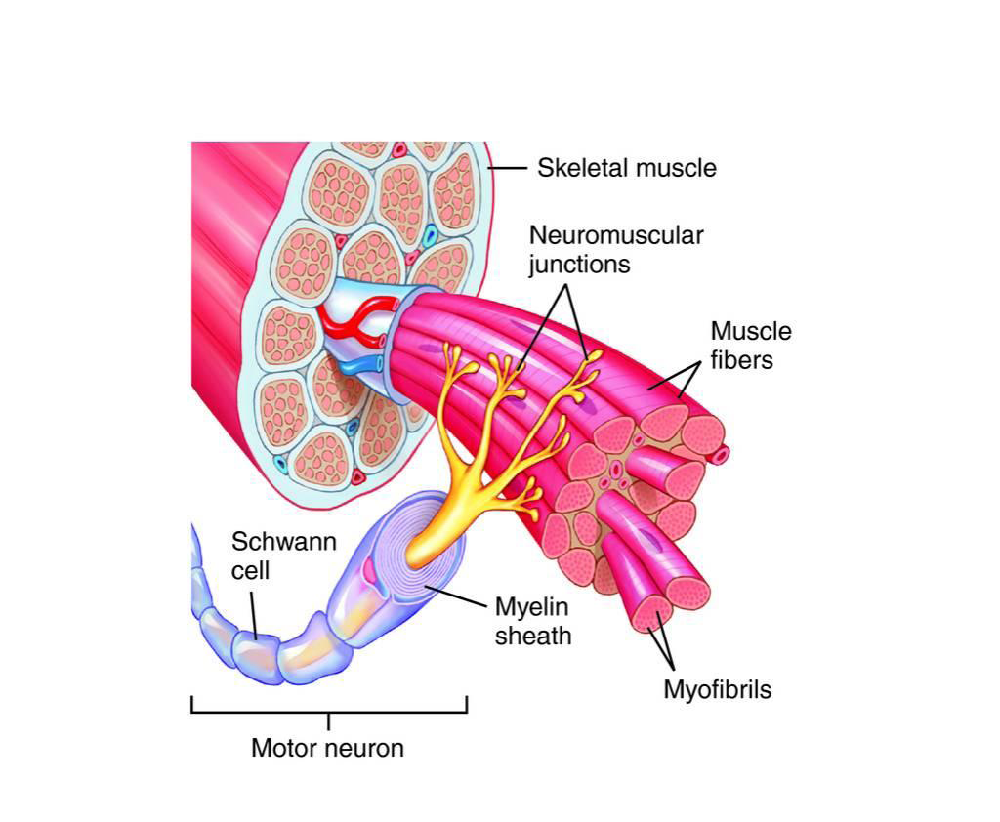 Skeletal muscle
Neuromuscular
junctions
Muscle
fibers
Schwann
cell
Myelin
sheath
Myofibrils
Motor neuron